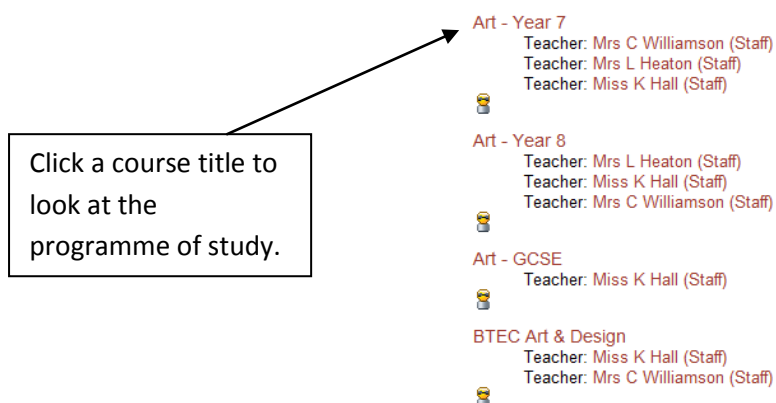 Art - Year 7
Teacher: Mrs C Williamson (Staff)
Teacher: Mrs L Heaton (Staff)
Teacher: Miss K Hall (Staff)
Click a course title to
look at the
programme of study.
Art - Year 8
Teacher: Mrs L Heaton (Staff)
Teacher: Miss K Hall (Staff)
Teacher: Mrs C Williamson (Staff)
Art - GCSE
Teacher: Miss K Hall (Staff)
BTEC Art & Design
Teacher: Miss K Hall (Staff)
Teacher: Mrs C Williamson (Staff)